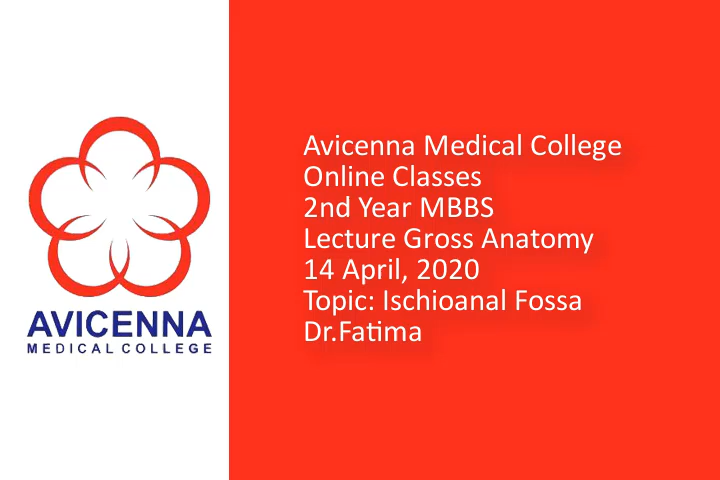 AVICENNA
MEDICAL COLLEGE
Avicenna Medical College
Online Classes
2nd Year MBBS
Lecture Gross Anatomy
14 April, 2020
Topic: Ischioanal Fossa
Dr.Fatima